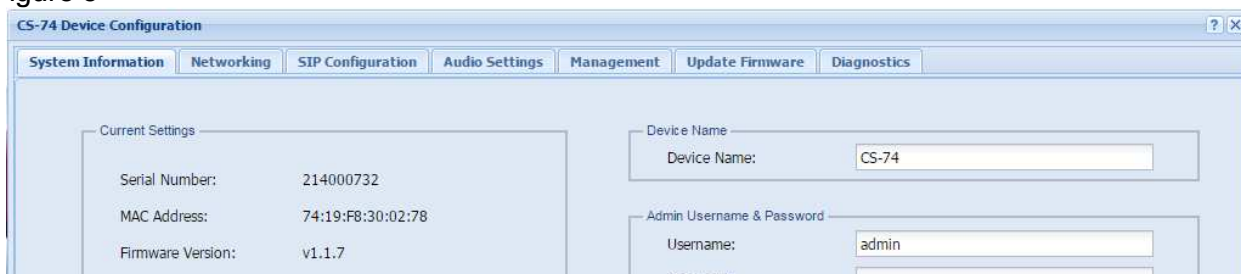 CS-74 Device Configuration
? X
System Information Networking SIP Configuration Audio Settings Management Update Firmware Diagnostics
Current Settings
Serial Number: 214000732
MAC Address: 74:19:F8:30:02:78
Firmware Version: v1.1.7
Device Name
Device Name: CS-74
Admin Username & Password
Username: admin